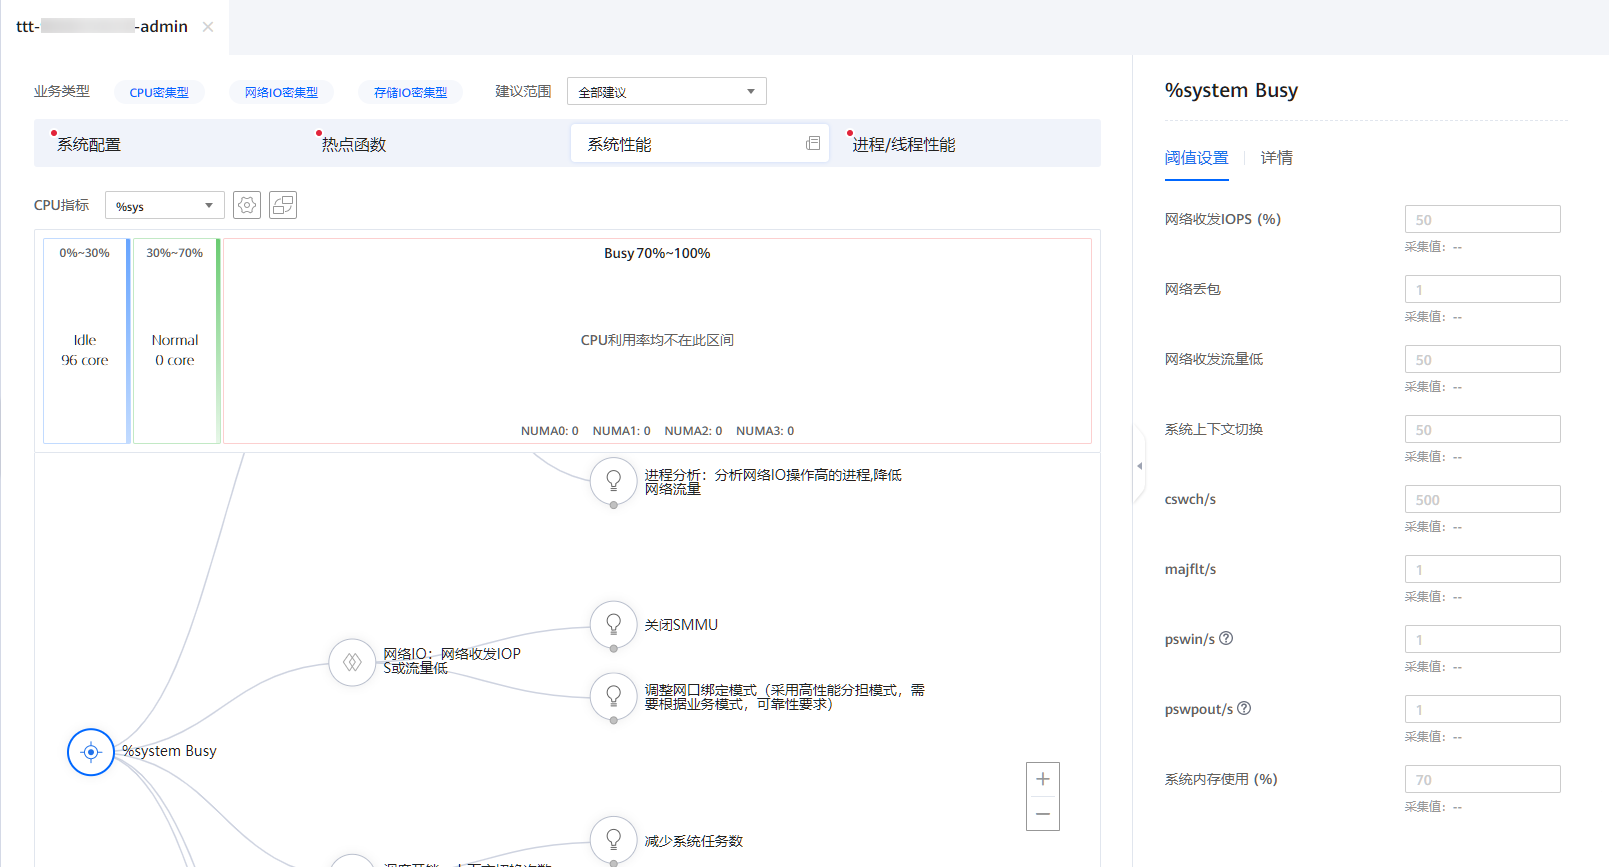 ttt-
-admin
业务类型
CPU密集型
网络IO密集型
存储IO密集型
建议范围
全部建议
系统配置
热点函数
系统性能
进程/线程性能
CPU指标
%sys
0%~30%
30%~70%
Busy 70%~100%
Idle
96 core
Normal
0 core
CPU利用率均不在此区间
NUMA0: 0
NUMA1: 0
NUMA2: 0
NUMA3: 0
进程分析：分析网络IO操作高的进程,降低
网络流量
关闭SMMU
网络IO：网络收发IOP
S或流量低
调整网口绑定模式（采用高性能分担模式，需
要根据业务模式，可靠性要求）
%system Busy
减少系统任务数
%system Busy
阈值设置
详情
网络收发IOPS (%)
50
采集值： --
网络丢包
1
采集值： --
网络收发流量低
50
采集值： --
系统上下文切换
50
采集值： --
cswch/s
500
采集值： --
majflt/s
1
采集值： --
pswin/s
1
采集值： --
pswpout/s
1
采集值： --
系统内存使用 (%)
70
采集值： --